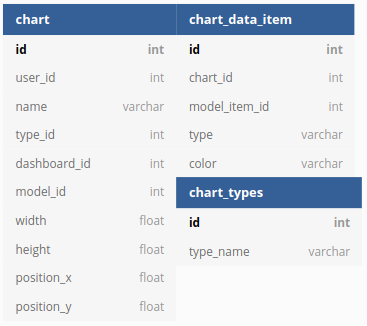 chart
id int
user_id int
name varchar
type_id int
dashboard_id int
model_id int
width float
height float
position_x float
position_y float
chart_data_item
id int
chart_id int
model_item_id int
type varchar
color varchar
chart_types
id int
type_name varchar